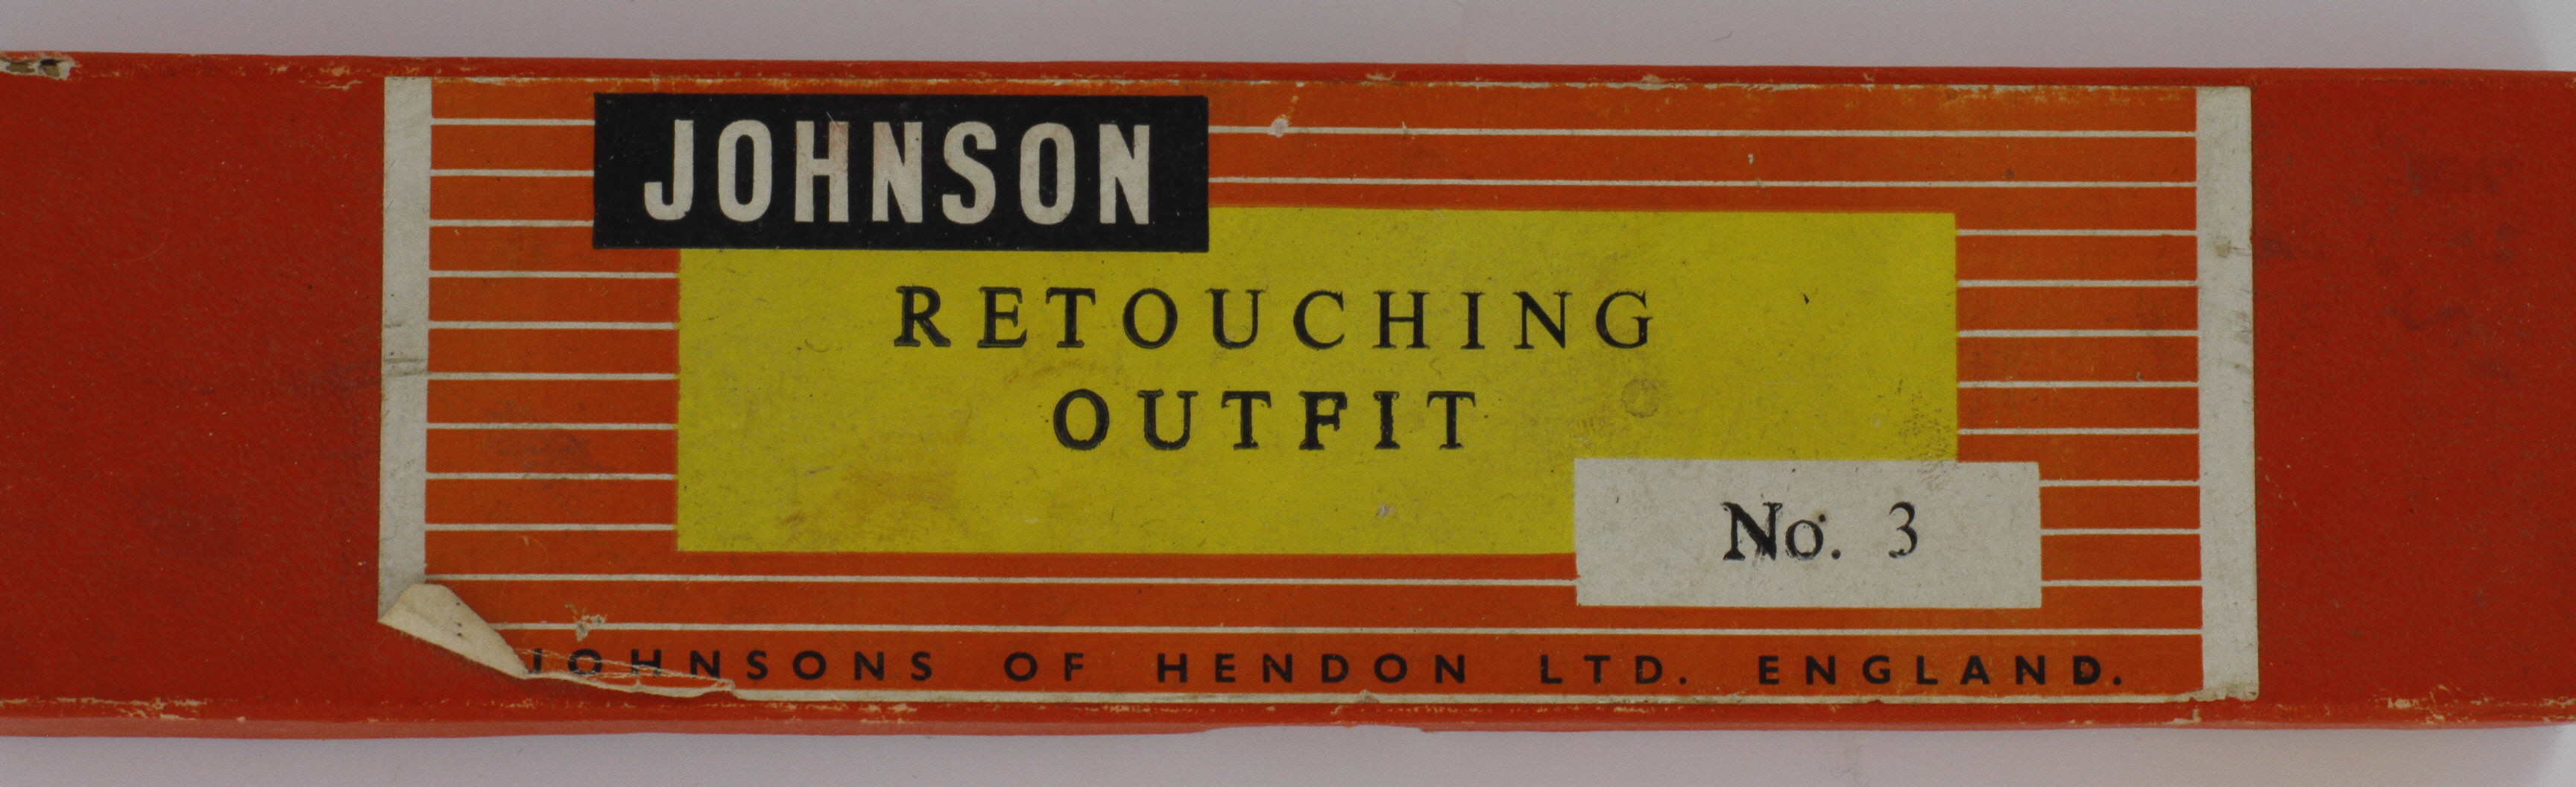 JOHNSON
RETOUCHING
OUTFIT
No. 3
JOHNSONS OF HENDON LTD. ENGLAND.